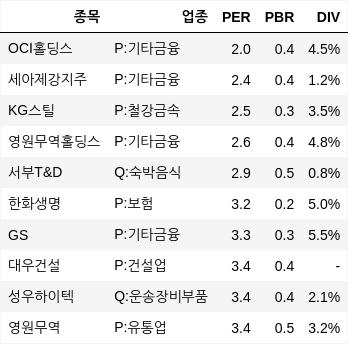 종목 업종 PER PBR DIV
OCI홀딩스 P:기타금융 2.0 0.4 4.5%
세아제강지주 P:기타금융 2.4 0.4 1.2%
KG스틸 P:철강금속 2.5 0.3 3.5%
영원무역홀딩스 P:기타금융 2.6 0.4 4.8%
서부T&D Q:숙박음식 2.9 0.5 0.8%
한화생명 P:보험 3.2 0.2 5.0%
GS P:기타금융 3.3 0.3 5.5%
대우건설 P:건설업 3.4 0.4 -
성우하이텍 Q:운송장비부품 3.4 0.4 2.1%
영원무역 P:유통업 3.4 0.5 3.2%